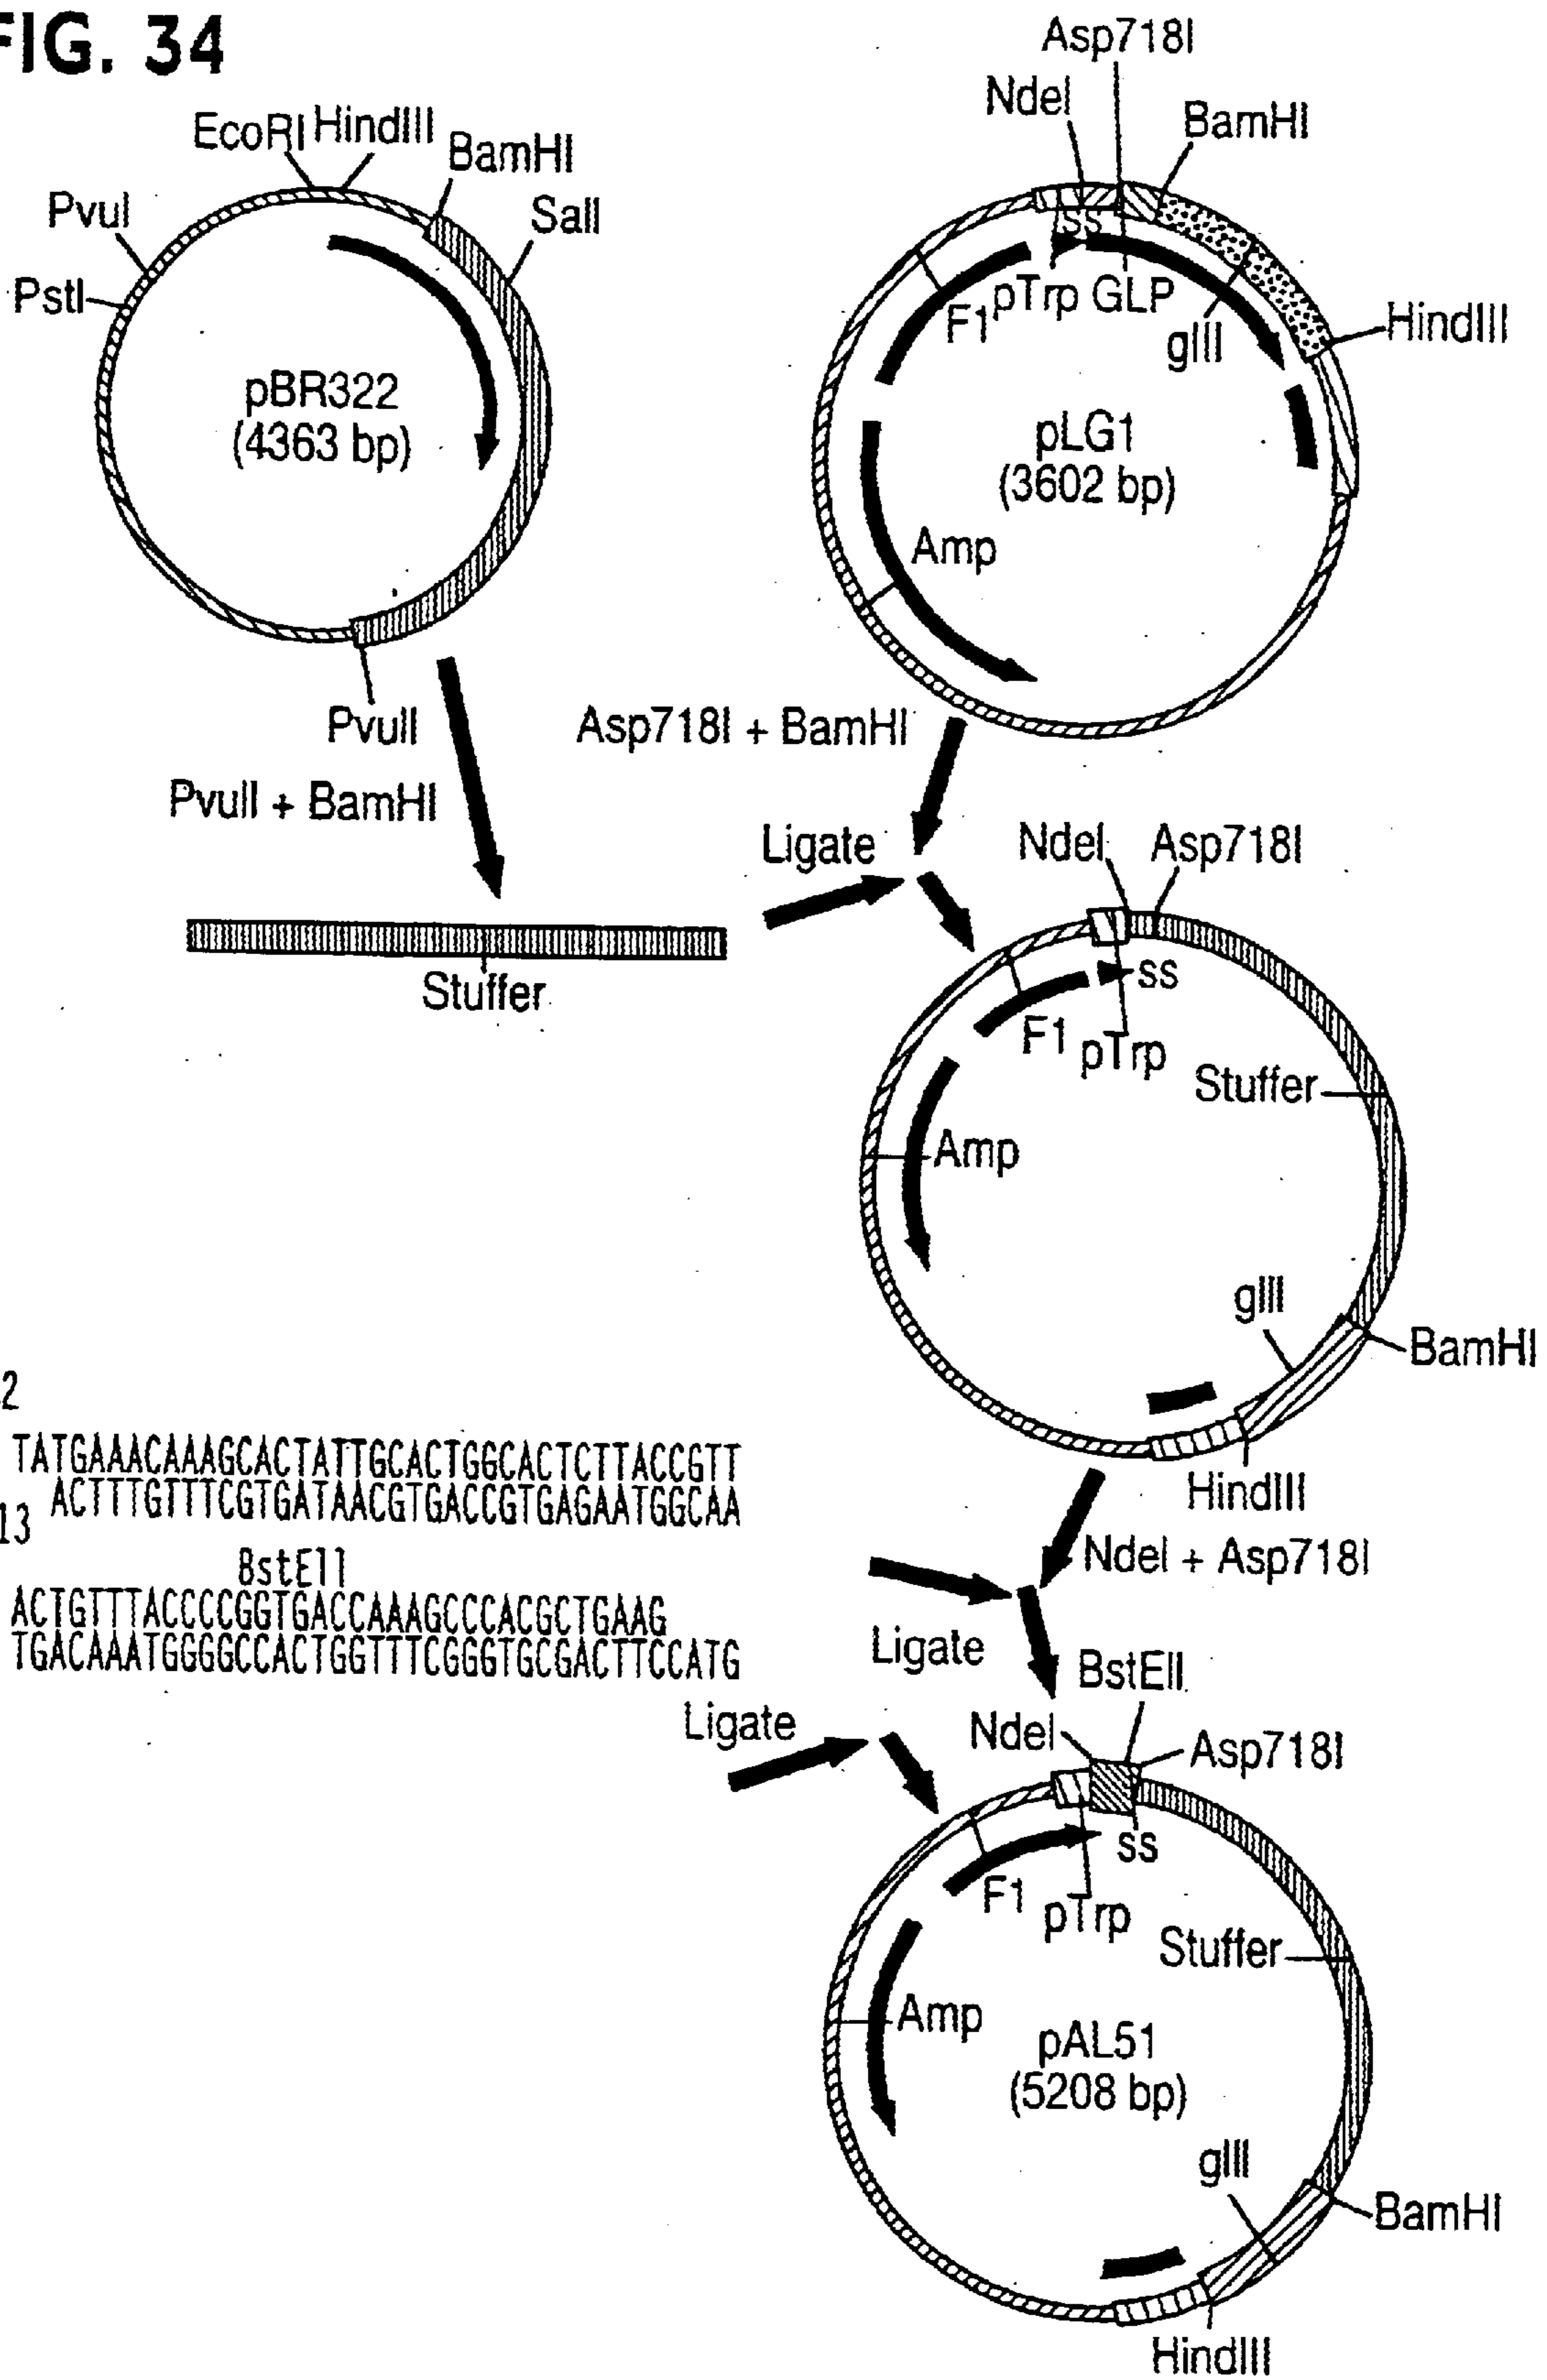 FIG. 34
EcoRI
HindIII
BamHI
SalI
PvuI
PstI
pBR322
(4363 bp)
PvuII
PvuII + BamHI
Stuffer
Asp718I
NdeI
BamHI
ss
F1
pTrp
GLP
gIII
HindIII
pLG1
(3602 bp)
Amp
Asp718I + BamHI
Ligate
NdeI
Asp718I
ss
F1
pTrp
Stuffer
Amp
gIII
BamHI
HindIII
2
TATGAAACAAAGCACTATTGCACTGGCACTCTTACCGTT
ACTTTGTTTCGTGATAACGTGACCGTGAGAATGGCAA
13
BstEII
ACTGTTTACCCCGGTGACCAAAGCCCACGCTGAAG
TGACAAATGGGGCCACTGGTTTCGGGTGCGACTTCCATG
NdeI + Asp718I
Ligate
Ligate
BstEII
NdeI
Asp718I
ss
F1
pTrp
Stuffer
Amp
pAL51
(5208 bp)
gIII
BamHI
HindIII